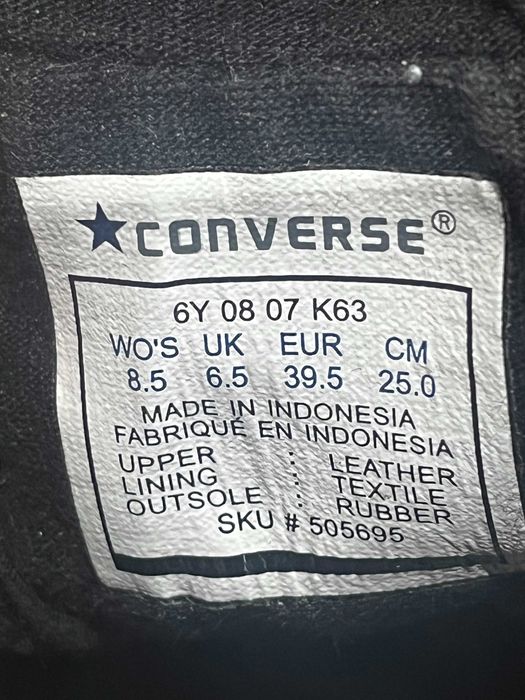 ★CONVERSE®
6Y 08 07 K63
WO'S UK EUR CM
8.5 6.5 39.5 25.0
MADE IN INDONESIA
FABRIQUÉ EN INDONESIA
UPPER : LEATHER
LINING : TEXTILE
OUTSOLE : RUBBER
SKU # 505695